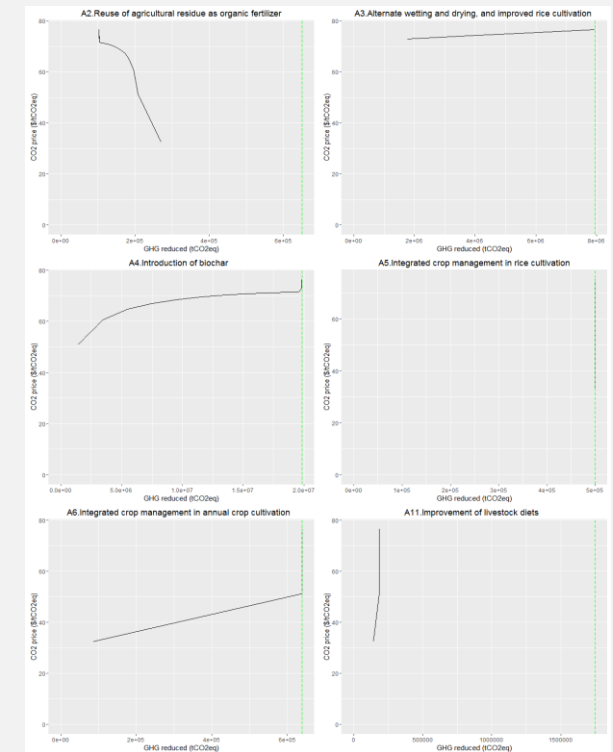 A2.Reuse of agricultural residue as organic fertilizer
CO2 price ($/tCO2eq)
80
60
40
20
0
0e+00 2e+05 4e+05 6e+05
GHG reduced (tCO2eq)
A3.Alternate wetting and drying, and improved rice cultivation
CO2 price ($/tCO2eq)
80
60
40
20
0
0e+00 2e+06 4e+06 6e+06 8e+06
GHG reduced (tCO2eq)
A4.Introduction of biochar
CO2 price ($/tCO2eq)
80
60
40
20
0
0.0e+00 5.0e+06 1.0e+07 1.5e+07 2.0e+07
GHG reduced (tCO2eq)
A5.Integrated crop management in rice cultivation
CO2 price ($/tCO2eq)
80
60
40
20
0
0e+00 1e+05 2e+05 3e+05 4e+05 5e+05
GHG reduced (tCO2eq)
A6.Integrated crop management in annual crop cultivation
CO2 price ($/tCO2eq)
80
60
40
20
0
0e+00 2e+05 4e+05 6e+05
GHG reduced (tCO2eq)
A11.Improvement of livestock diets
CO2 price ($/tCO2eq)
80
60
40
20
0
0 500000 1000000 1500000
GHG reduced (tCO2eq)